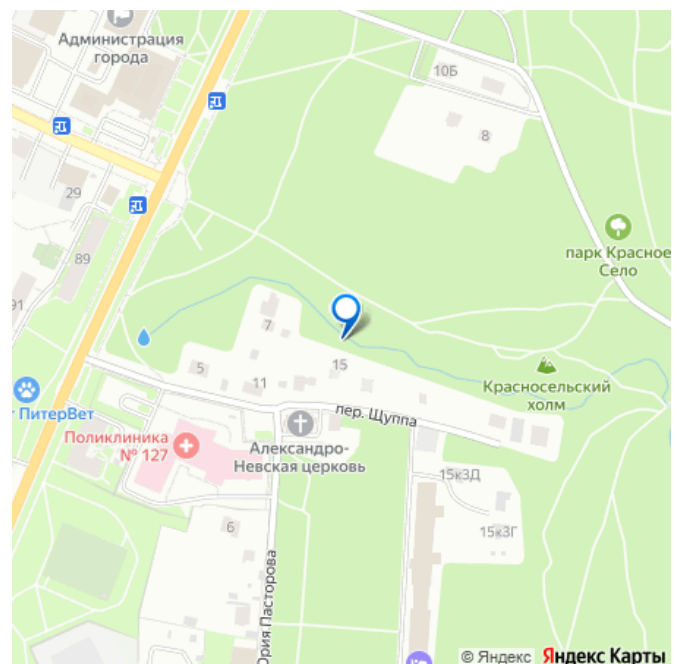 Администрация
города
10Б
8
29
89
91
парк Красное
Село
7
5
11
15
Красносельский
холм
ПитерВет
пер. Щуппа
Поликлиника
№ 127
Александро-
Невская церковь
15к3Д
15к3Г
6
Юрия Пасторова
© Яндекс Яндекс Карты